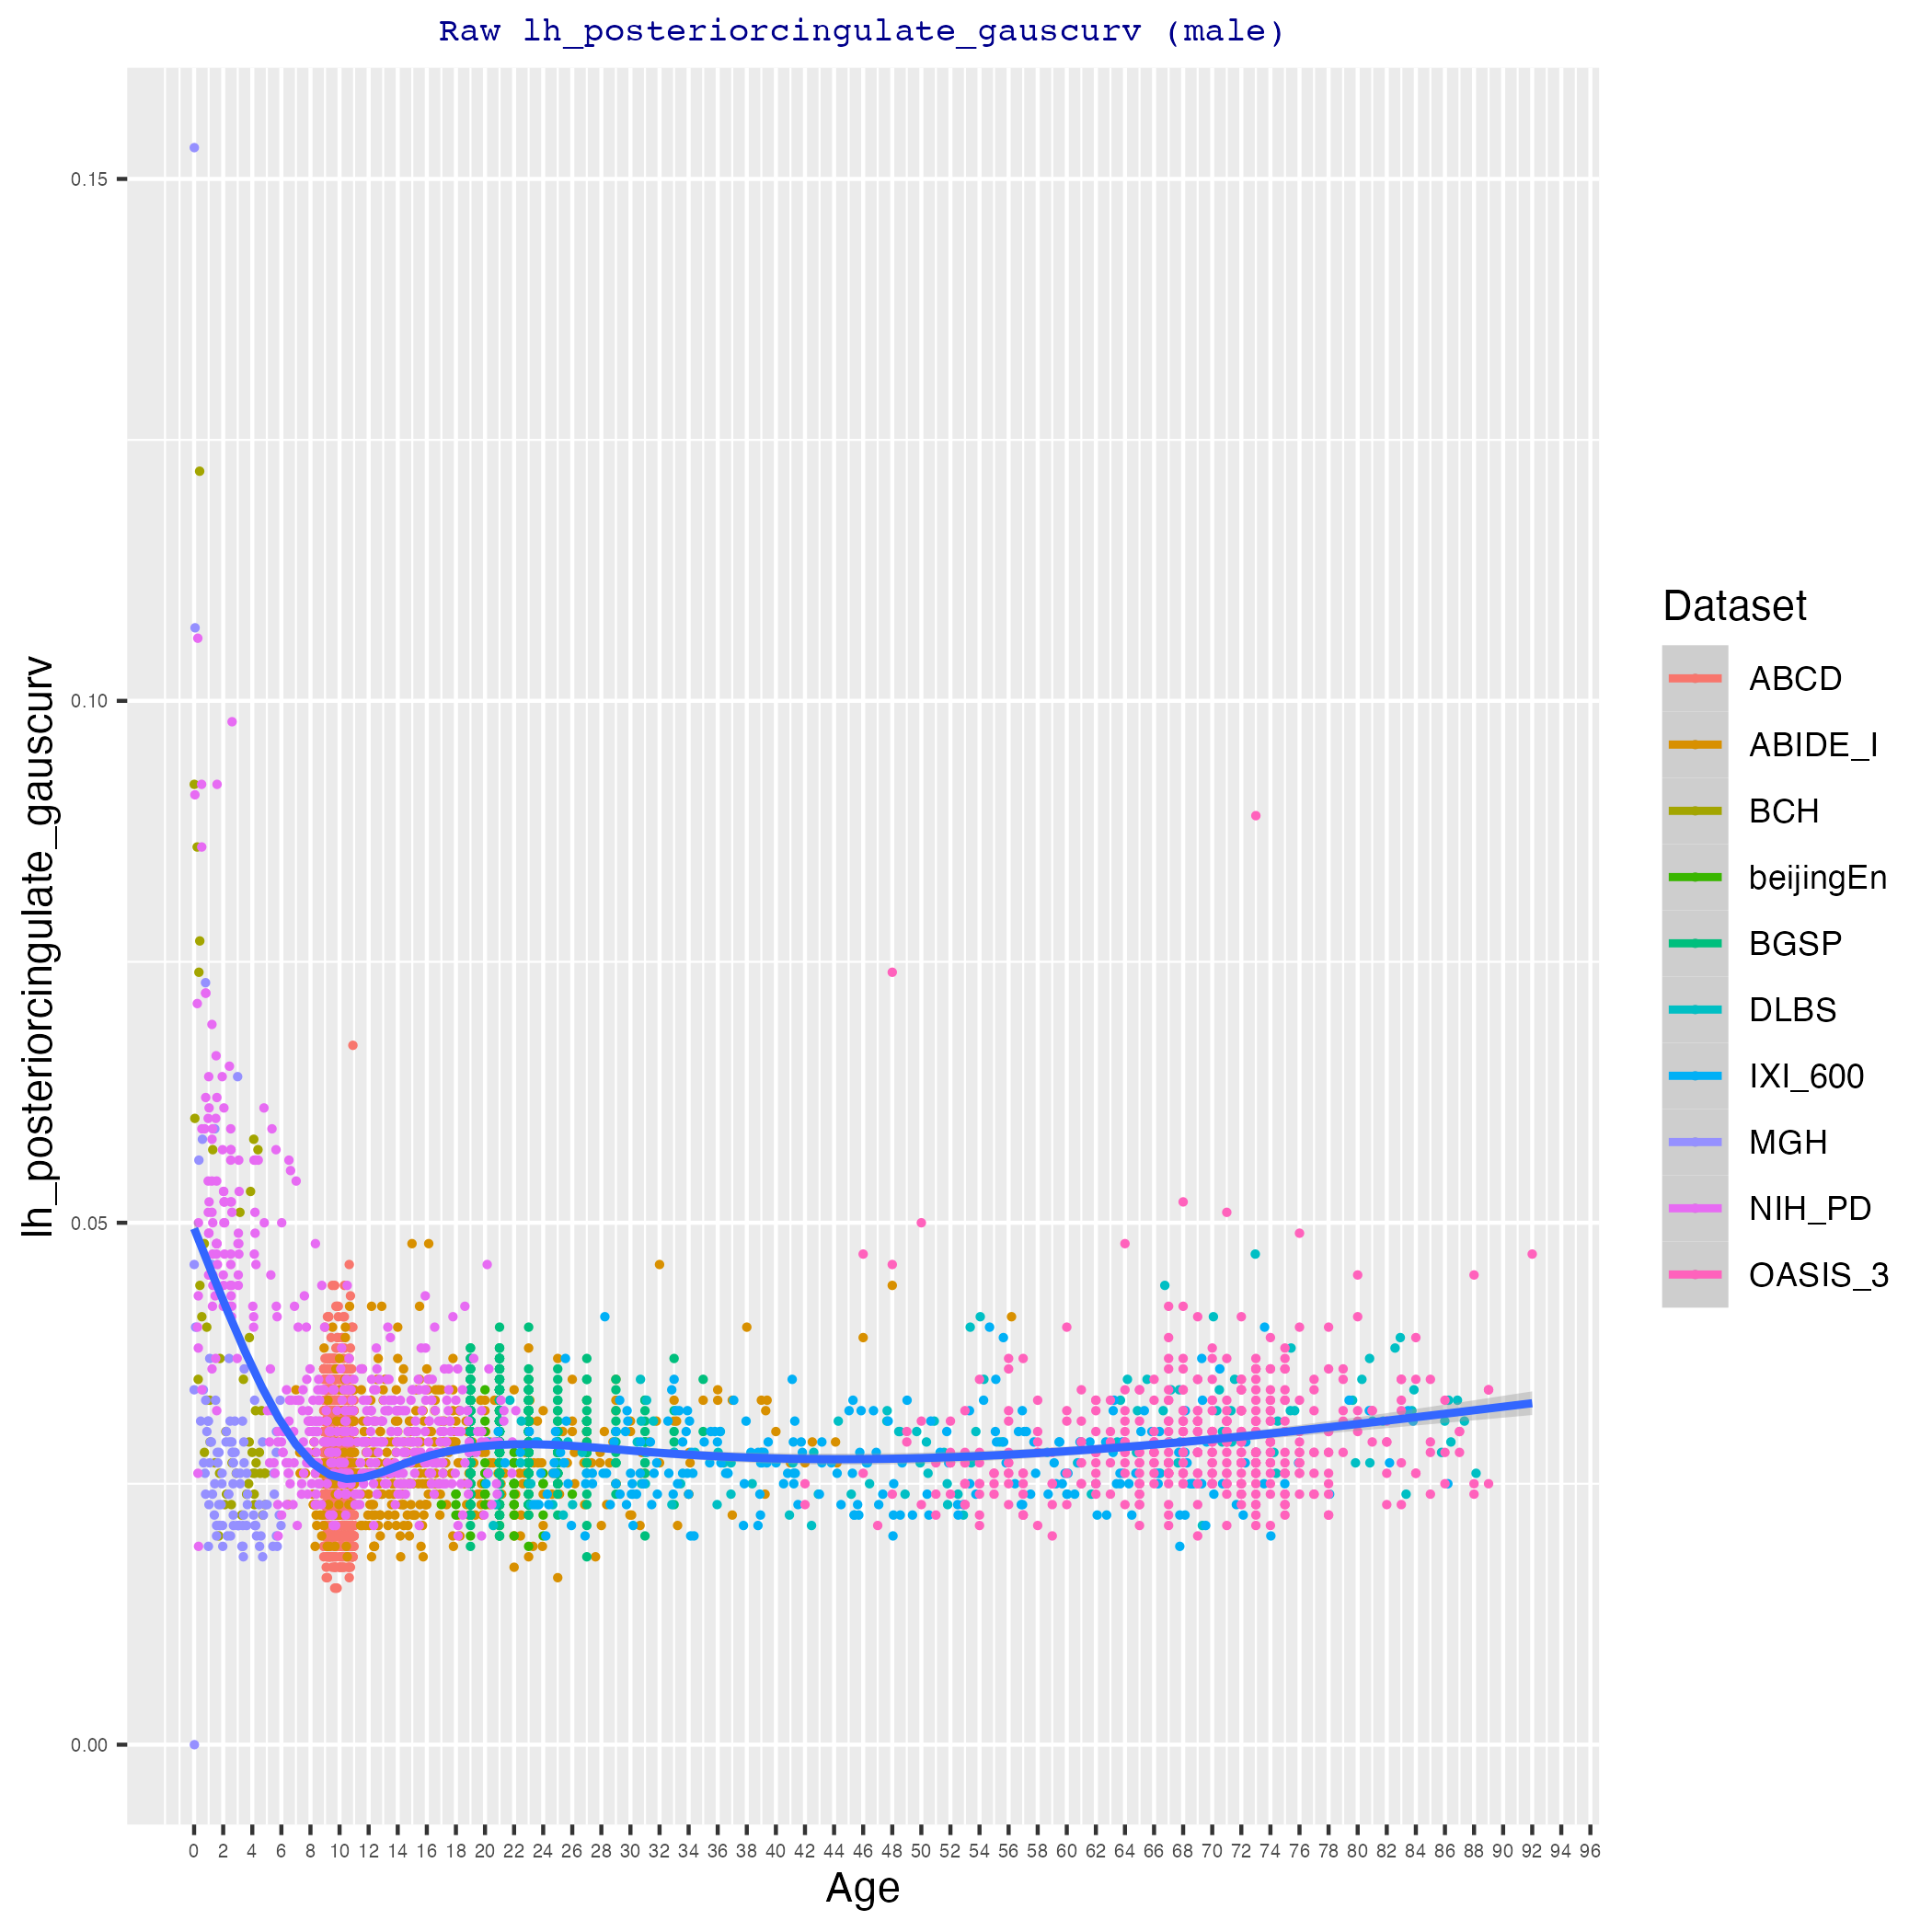 Raw lh_posteriorcingulate_gauscurv (male)
lh_posteriorcingulate_gauscurv
0.15
0.10
0.05
0.00
0 2 4 6 8 10 12 14 16 18 20 22 24 26 28 30 32 34 36 38 40 42 44 46 48 50 52 54 56 58 60 62 64 66 68 70 72 74 76 78 80 82 84 86 88 90 92 94 96
Age
Dataset
ABCD
ABIDE_I
BCH
beijingEn
BGSP
DLBS
IXI_600
MGH
NIH_PD
OASIS_3